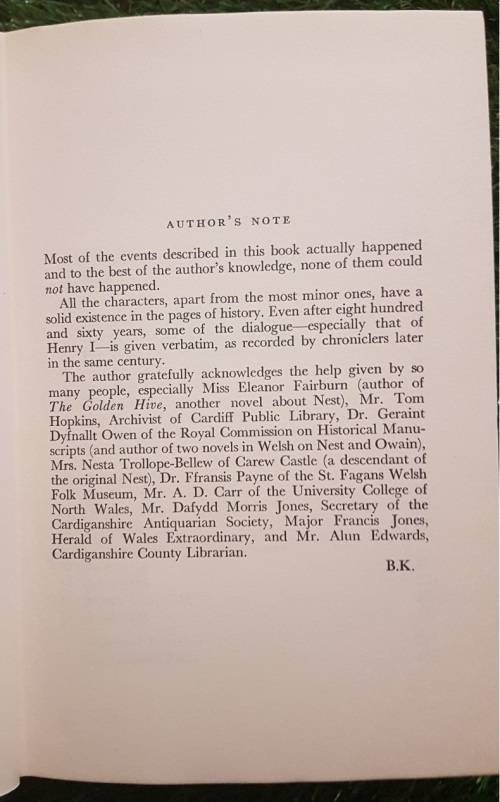 AUTHOR'S NOTE
Most of the events described in this book actually happened
and to the best of the author's knowledge, none of them could
not have happened.
All the characters, apart from the most minor ones, have a
solid existence in the pages of history. Even after eight hundred
and sixty years, some of the dialogue—especially that of
Henry I—is given verbatim, as recorded by chroniclers later
in the same century.
The author gratefully acknowledges the help given by so
many people, especially Miss Eleanor Fairburn (author of
The Golden Hive, another novel about Nest), Mr. Tom
Hopkins, Archivist of Cardiff Public Library, Dr. Geraint
Dyfnallt Owen of the Royal Commission on Historical Manu-
scripts (and author of two novels in Welsh on Nest and Owain),
Mrs. Nesta Trollope-Bellew of Carew Castle (a descendant of
the original Nest), Dr. Ffransis Payne of the St. Fagans Welsh
Folk Museum, Mr. A. D. Carr of the University College of
North Wales, Mr. Dafydd Morris Jones, Secretary of the
Cardiganshire Antiquarian Society, Major Francis Jones,
Herald of Wales Extraordinary, and Mr. Alun Edwards,
Cardiganshire County Librarian.
B.K.